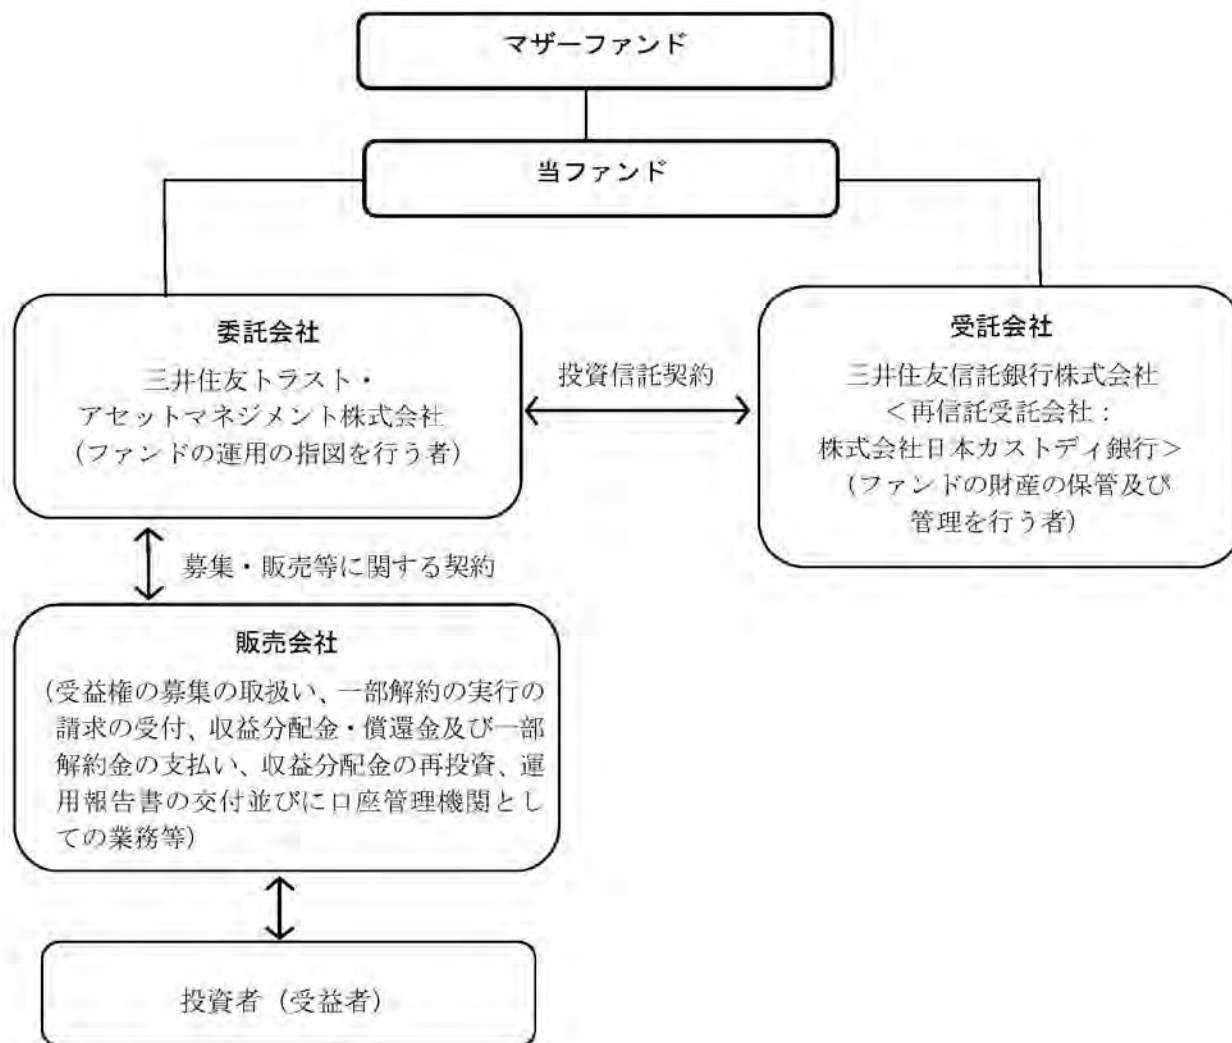 マザーファンド
当ファンド
委託会社
三井住友トラスト・
アセットマネジメント株式会社
(ファンドの運用の指図を行う者)
投資信託契約
受託会社
三井住友信託銀行株式会社
<再信託受託会社:
株式会社日本カストディ銀行>
(ファンドの財産の保管及び
管理を行う者)
募集・販売等に関する契約
販売会社
(受益権の募集の取扱い、一部解約の実行の
請求の受付、収益分配金・償還金及び一部
解約金の支払い、収益分配金の再投資、運
用報告書の交付並びに口座管理機関とし
ての業務等)
投資者(受益者)